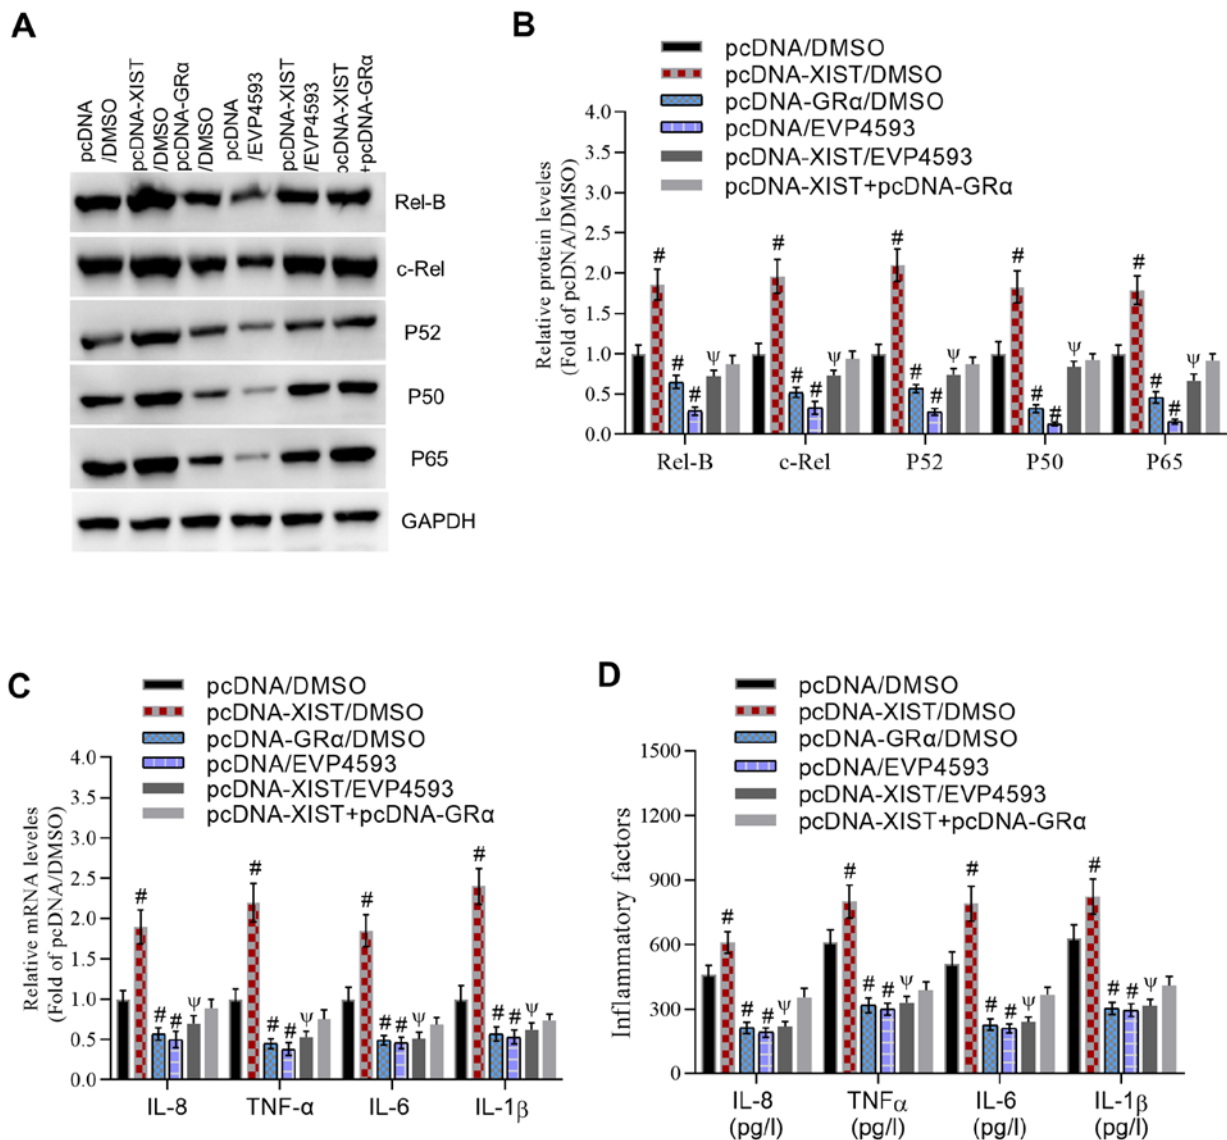 A
pcDNA
/DMSO
pcDNA-XIST
/DMSO
pcDNA-GRα
/DMSO
pcDNA
/EVP4593
pcDNA-XIST
/EVP4593
pcDNA-XIST
+pcDNA-GRα
Rel-B
c-Rel
P52
P50
P65
GAPDH
B
pcDNA/DMSO
pcDNA-XIST/DMSO
pcDNA-GRα/DMSO
pcDNA/EVP4593
pcDNA-XIST/EVP4593
pcDNA-XIST+pcDNA-GRα
Relative protein leveles
(Fold of pcDNA/DMSO)
4.0
3.5
3.0
2.5
2.0
1.5
1.0
0.5
0.0
# # # ψ
# # # ψ
# # # ψ
# # # ψ
# # # ψ
Rel-B c-Rel P52 P50 P65
C
pcDNA/DMSO
pcDNA-XIST/DMSO
pcDNA-GRα/DMSO
pcDNA/EVP4593
pcDNA-XIST/EVP4593
pcDNA-XIST+pcDNA-GRα
Relative mRNA leveles
(Fold of pcDNA/DMSO)
4.0
3.5
3.0
2.5
2.0
1.5
1.0
0.5
0.0
# # # ψ
# # # ψ
# # # ψ
# # # ψ
IL-8 TNF-α IL-6 IL-1β
D
pcDNA/DMSO
pcDNA-XIST/DMSO
pcDNA-GRα/DMSO
pcDNA/EVP4593
pcDNA-XIST/EVP4593
pcDNA-XIST+pcDNA-GRα
Inflammatory factors
1500
1200
900
600
300
0
# # # ψ
# # # ψ
# # # ψ
# # # ψ
IL-8 TNFα IL-6 IL-1β
(pg/l) (pg/l) (pg/l) (pg/l)